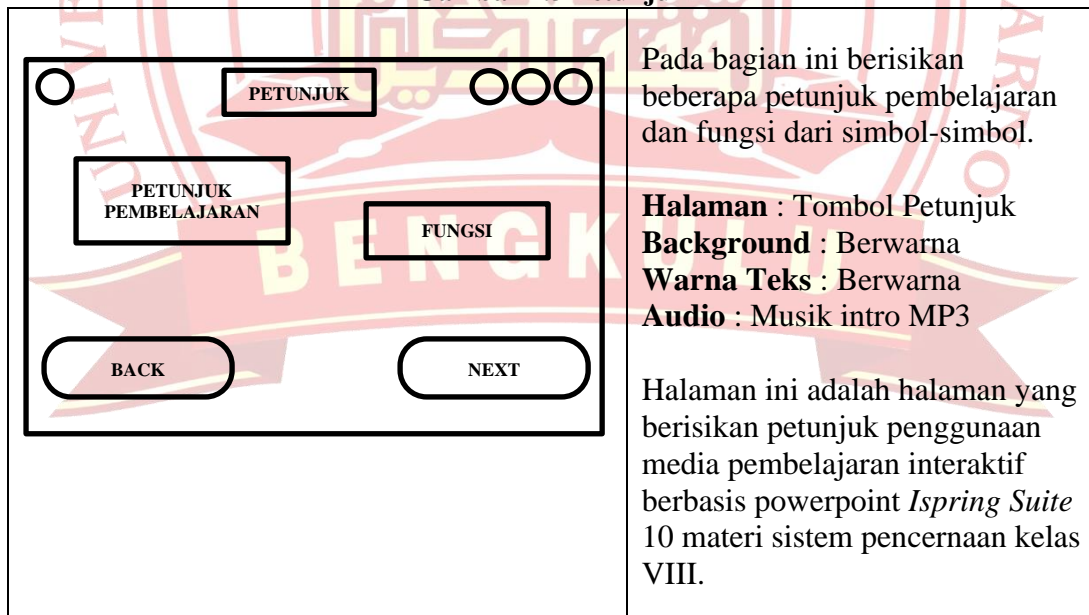 PETUNJUK
PETUNJUK
PEMBELAJARAN
FUNGSI
BACK
NEXT
Pada bagian ini berisikan
beberapa petunjuk pembelajaran
dan fungsi dari simbol-simbol.
Halaman : Tombol Petunjuk
Background : Berwarna
Warna Teks : Berwarna
Audio : Musik intro MP3
Halaman ini adalah halaman yang
berisikan petunjuk penggunaan
media pembelajaran interaktif
berbasis powerpoint Ispring Suite
10 materi sistem pencernaan kelas
VIII.
BENGKULU